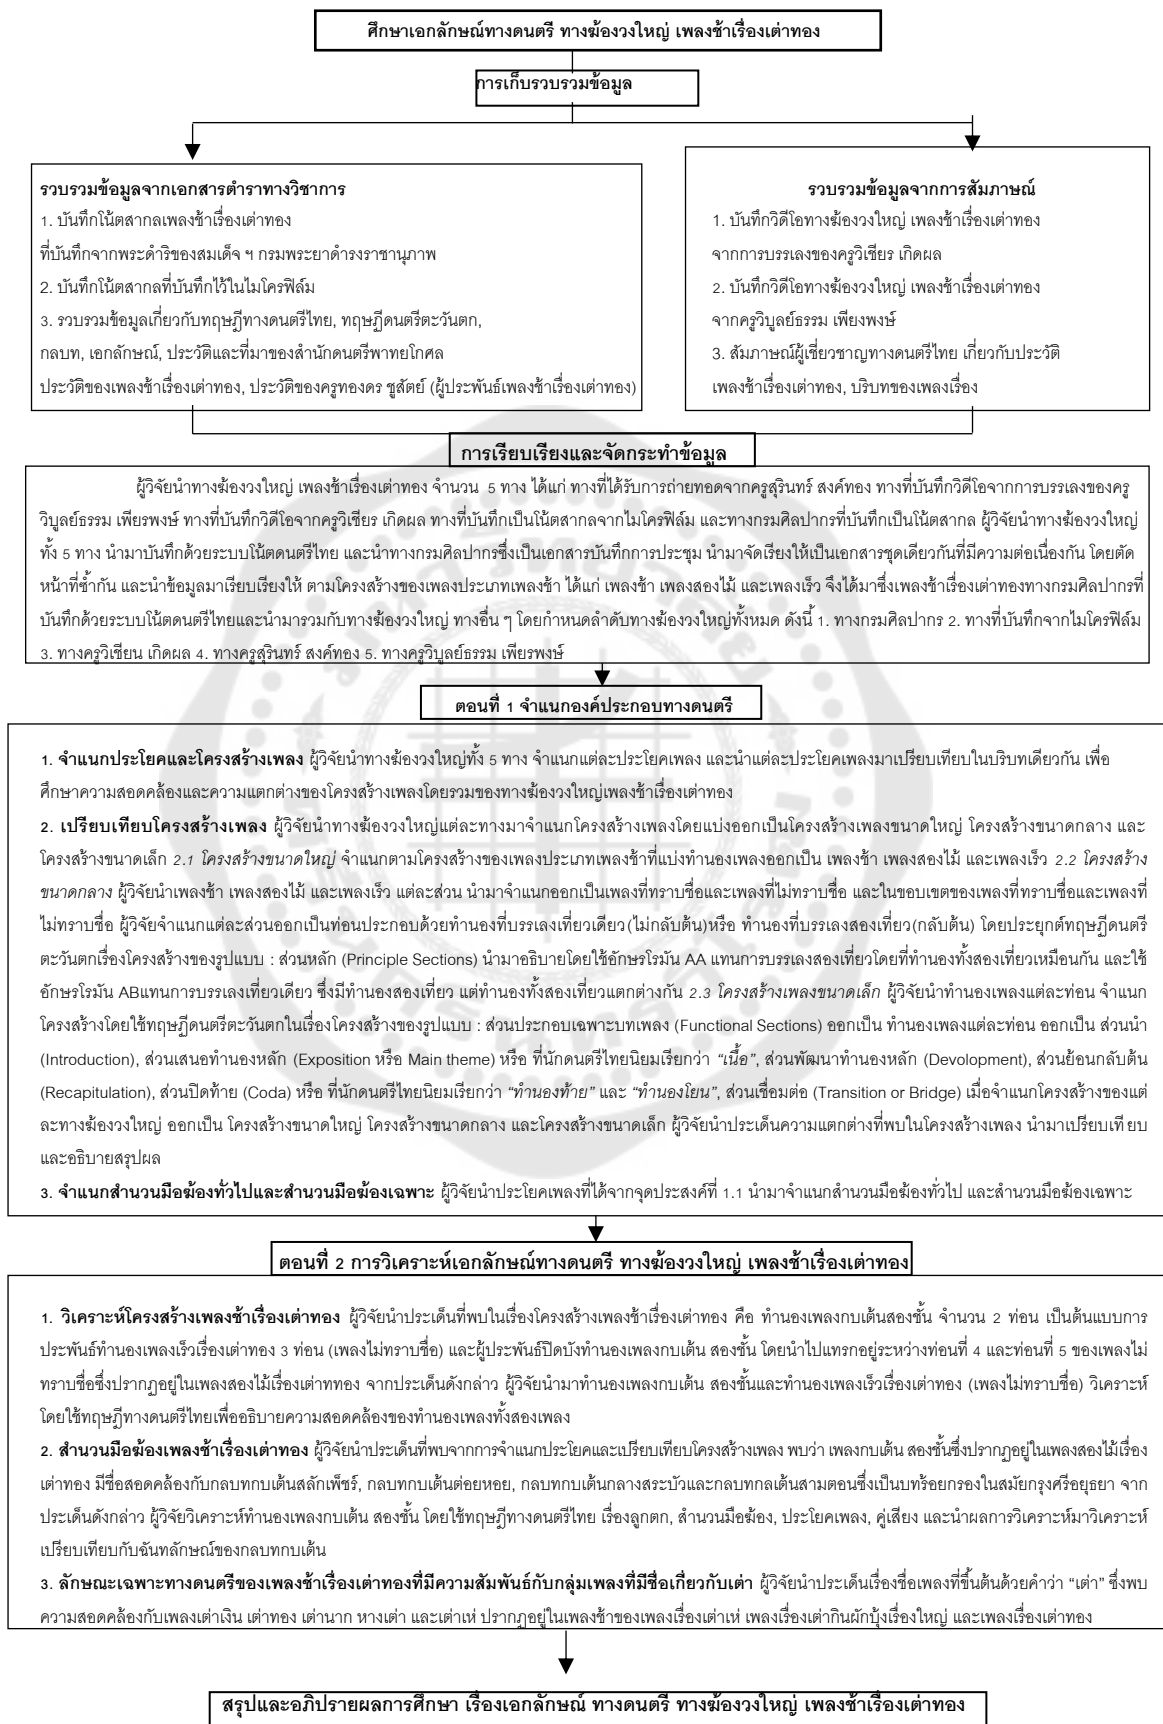 ศึกษาเอกลักษณ์ทางดนตรี ทางฆ้องวงใหญ่ เพลงช้าเรื่องเต่าทอง
การเก็บรวบรวมข้อมูล
รวบรวมข้อมูลจากเอกสารตำราทางวิชาการ
1. บันทึกโน้ตสากลเพลงช้าเรื่องเต่าทอง
ที่บันทึกจากพระดำริของสมเด็จ ฯ กรมพระยาดำรงราชานุภาพ
2. บันทึกโน้ตสากลที่บันทึกไว้ในไมโครฟิล์ม
3. รวบรวมข้อมูลเกี่ยวกับทฤษฎีทางดนตรีไทย, ทฤษฎีดนตรีตะวันตก,
กลบท, เอกลักษณ์, ประวัติและที่มาของสำนักดนตรีพาทยโกศล
ประวัติของเพลงช้าเรื่องเต่าทอง, ประวัติของครูทองดร ชูสัตย์ (ผู้ประพันธ์เพลงช้าเรื่องเต่าทอง)
รวบรวมข้อมูลจากการสัมภาษณ์
1. บันทึกวิดีโอทางฆ้องวงใหญ่ เพลงช้าเรื่องเต่าทอง
จากการบรรเลงของครูวิเชียร เกิดผล
2. บันทึกวิดีโอทางฆ้องวงใหญ่ เพลงช้าเรื่องเต่าทอง
จากครูวิบูลย์ธรรม เพียงพงษ์
3. สัมภาษณ์ผู้เชี่ยวชาญทางดนตรีไทย เกี่ยวกับประวัติ
เพลงช้าเรื่องเต่าทอง, บริบทของเพลงเรื่อง
การเรียบเรียงและจัดกระทำข้อมูล
ผู้วิจัยนำทางฆ้องวงใหญ่ เพลงช้าเรื่องเต่าทอง จำนวน 5 ทาง ได้แก่ ทางที่ได้รับการถ่ายทอดจากครูสุรินทร์ สงค์ทอง ทางที่บันทึกวิดีโอจากการบรรเลงของครู
วิบูลย์ธรรม เพียรพงษ์ ทางที่บันทึกวิดีโอจากครูวิเชียร เกิดผล ทางที่บันทึกเป็นโน้ตสากลจากไมโครฟิล์ม และทางกรมศิลปากรที่บันทึกเป็นโน้ตสากล ผู้วิจัยนำทางฆ้องวงใหญ่
ทั้ง 5 ทาง นำมาบันทึกด้วยระบบโน้ตดนตรีไทย และนำทางกรมศิลปากรซึ่งเป็นเอกสารบันทึกการประชุม นำมาจัดเรียงให้เป็นเอกสารชุดเดียวกันที่มีความต่อเนื่องกัน โดยตัด
หน้าที่ซ้ำกัน และนำข้อมูลมาเรียบเรียงให้ ตามโครงสร้างของเพลงประเภทเพลงช้า ได้แก่ เพลงช้า เพลงสองไม้ และเพลงเร็ว จึงได้มาซึ่งเพลงช้าเรื่องเต่าทองทางกรมศิลปากรที่
บันทึกด้วยระบบโน้ตดนตรีไทยและนำมารวมกับทางฆ้องวงใหญ่ ทางอื่น ๆ โดยกำหนดลำดับทางฆ้องวงใหญ่ทั้งหมด ดังนี้ 1. ทางกรมศิลปากร 2. ทางที่บันทึกจากไมโครฟิล์ม
3. ทางครูวิเชียน เกิดผล 4. ทางครูสุรินทร์ สงค์ทอง 5. ทางครูวิบูลย์ธรรม เพียรพงษ์
ตอนที่ 1 จำแนกองค์ประกอบทางดนตรี
1. จำแนกประโยคและโครงสร้างเพลง ผู้วิจัยนำทางฆ้องวงใหญ่ทั้ง 5 ทาง จำแนกแต่ละประโยคเพลง และนำแต่ละประโยคเพลงมาเปรียบเทียบในบริบทเดียวกัน เพื่อ
ศึกษาความสอดคล้องและความแตกต่างของโครงสร้างเพลงโดยรวมของทางฆ้องวงใหญ่เพลงช้าเรื่องเต่าทอง
2. เปรียบเทียบโครงสร้างเพลง ผู้วิจัยนำทางฆ้องวงใหญ่แต่ละทางมาจำแนกโครงสร้างเพลงโดยแบ่งออกเป็นโครงสร้างเพลงขนาดใหญ่ โครงสร้างขนาดกลาง และ
โครงสร้างขนาดเล็ก 2.1 โครงสร้างขนาดใหญ่ จำแนกตามโครงสร้างของเพลงประเภทเพลงช้าที่แบ่งทำนองเพลงออกเป็น เพลงช้า เพลงสองไม้ และเพลงเร็ว 2.2 โครงสร้าง
ขนาดกลาง ผู้วิจัยนำเพลงช้า เพลงสองไม้ และเพลงเร็ว แต่ละส่วน นำมาจำแนกออกเป็นเพลงที่ทราบชื่อและเพลงที่ไม่ทราบชื่อ และในขอบเขตของเพลงที่ทราบชื่อและเพลงที่
ไม่ทราบชื่อ ผู้วิจัยจำแนกแต่ละส่วนออกเป็นท่อนประกอบด้วยทำนองที่บรรเลงเที่ยวเดียว(ไม่กลับต้น)หรือ ทำนองที่บรรเลงสองเที่ยว(กลับต้น) โดยประยุกต์ทฤษฎีดนตรี
ตะวันตกเรื่องโครงสร้างของรูปแบบ : ส่วนหลัก (Principle Sections) นำมาอธิบายโดยใช้อักษรโรมัน AA แทนการบรรเลงสองเที่ยวโดยที่ทำนองทั้งสองเที่ยวเหมือนกัน และใช้
อักษรโรมัน ABแทนการบรรเลงเที่ยวเดียว ซึ่งมีทำนองสองเที่ยว แต่ทำนองทั้งสองเที่ยวแตกต่างกัน 2.3 โครงสร้างเพลงขนาดเล็ก ผู้วิจัยนำทำนองเพลงแต่ละท่อน จำแนก
โครงสร้างโดยใช้ทฤษฎีดนตรีตะวันตกในเรื่องโครงสร้างของรูปแบบ : ส่วนประกอบเฉพาะบทเพลง (Functional Sections) ออกเป็น ทำนองเพลงแต่ละท่อน ออกเป็น ส่วนนำ
(Introduction), ส่วนเสนอทำนองหลัก (Exposition หรือ Main theme) หรือ ที่นักดนตรีไทยนิยมเรียกว่า “เนื้อ”, ส่วนพัฒนาทำนองหลัก (Devolopment), ส่วนย้อนกลับต้น
(Recapitulation), ส่วนปิดท้าย (Coda) หรือ ที่นักดนตรีไทยนิยมเรียกว่า “ทำนองท้าย” และ “ทำนองโยน”, ส่วนเชื่อมต่อ (Transition or Bridge) เมื่อจำแนกโครงสร้างของแต่
ละทางฆ้องวงใหญ่ ออกเป็น โครงสร้างขนาดใหญ่ โครงสร้างขนาดกลาง และโครงสร้างขนาดเล็ก ผู้วิจัยนำประเด็นความแตกต่างที่พบในโครงสร้างเพลง นำมาเปรียบเทียบ
และอธิบายสรุปผล
3. จำแนกสำนวนมือฆ้องทั่วไปและสำนวนมือฆ้องเฉพาะ ผู้วิจัยนำประโยคเพลงที่ได้จากจุดประสงค์ที่ 1.1 นำมาจำแนกสำนวนมือฆ้องทั่วไป และสำนวนมือฆ้องเฉพาะ
ตอนที่ 2 การวิเคราะห์เอกลักษณ์ทางดนตรี ทางฆ้องวงใหญ่ เพลงช้าเรื่องเต่าทอง
1. วิเคราะห์โครงสร้างเพลงช้าเรื่องเต่าทอง ผู้วิจัยนำประเด็นที่พบในเรื่องโครงสร้างเพลงช้าเรื่องเต่าทอง คือ ทำนองเพลงกบเต้นสองชั้น จำนวน 2 ท่อน เป็นต้นแบบการ
ประพันธ์ทำนองเพลงเร็วเรื่องเต่าทอง 3 ท่อน (เพลงไม่ทราบชื่อ) และผู้ประพันธ์ปิดบังทำนองเพลงกบเต้น สองชั้น โดยนำไปแทรกอยู่ระหว่างท่อนที่ 4 และท่อนที่ 5 ของเพลงไม่
ทราบชื่อซึ่งปรากฏอยู่ในเพลงสองไม้เรื่องเต่าททอง จากประเด็นดังกล่าว ผู้วิจัยนำมาทำนองเพลงกบเต้น สองชั้นและทำนองเพลงเร็วเรื่องเต่าทอง (เพลงไม่ทราบชื่อ) วิเคราะห์
โดยใช้ทฤษฎีทางดนตรีไทยเพื่ออธิบายความสอดคล้องของทำนองเพลงทั้งสองเพลง
2. สำนวนมือฆ้องเพลงช้าเรื่องเต่าทอง ผู้วิจัยนำประเด็นที่พบจากการจำแนกประโยคและเปรียบเทียบโครงสร้างเพลง พบว่า เพลงกบเต้น สองชั้นซึ่งปรากฏอยู่ในเพลงสองไม้เรื่อง
เต่าทอง มีชื่อสอดคล้องกับกลบทกบเต้นสลักเพ็ชร์, กลบทกบเต้นต่อยหอย, กลบทกบเต้นกลางสระบัวและกลบทกลเต้นสามตอนซึ่งเป็นบทร้อยกรองในสมัยกรุงศรีอยุธยา จาก
ประเด็นดังกล่าว ผู้วิจัยวิเคราะห์ทำนองเพลงกบเต้น สองชั้น โดยใช้ทฤษฎีทางดนตรีไทย เรื่องลูกตก, สำนวนมือฆ้อง, ประโยคเพลง, คู่เสียง และนำผลการวิเคราะห์มาวิเคราะห์
เปรียบเทียบกับฉันทลักษณ์ของกลบทกบเต้น
3. ลักษณะเฉพาะทางดนตรีของเพลงช้าเรื่องเต่าทองที่มีความสัมพันธ์กับกลุ่มเพลงที่มีชื่อเกี่ยวกับเต่า ผู้วิจัยนำประเด็นเรื่องชื่อเพลงที่ขึ้นต้นด้วยคำว่า “เต่า” ซึ่งพบ
ความสอดคล้องกับเพลงเต่าเงิน เต่าทอง เต่านาก หางเต่า และเต่าเห่ ปรากฏอยู่ในเพลงช้าของเพลงเรื่องเต่าเห่ เพลงเรื่องเต่ากินผักบุ้งเรื่องใหญ่ และเพลงเรื่องเต่าทอง
สรุปและอภิปรายผลการศึกษา เรื่องเอกลักษณ์ ทางดนตรี ทางฆ้องวงใหญ่ เพลงช้าเรื่องเต่าทอง